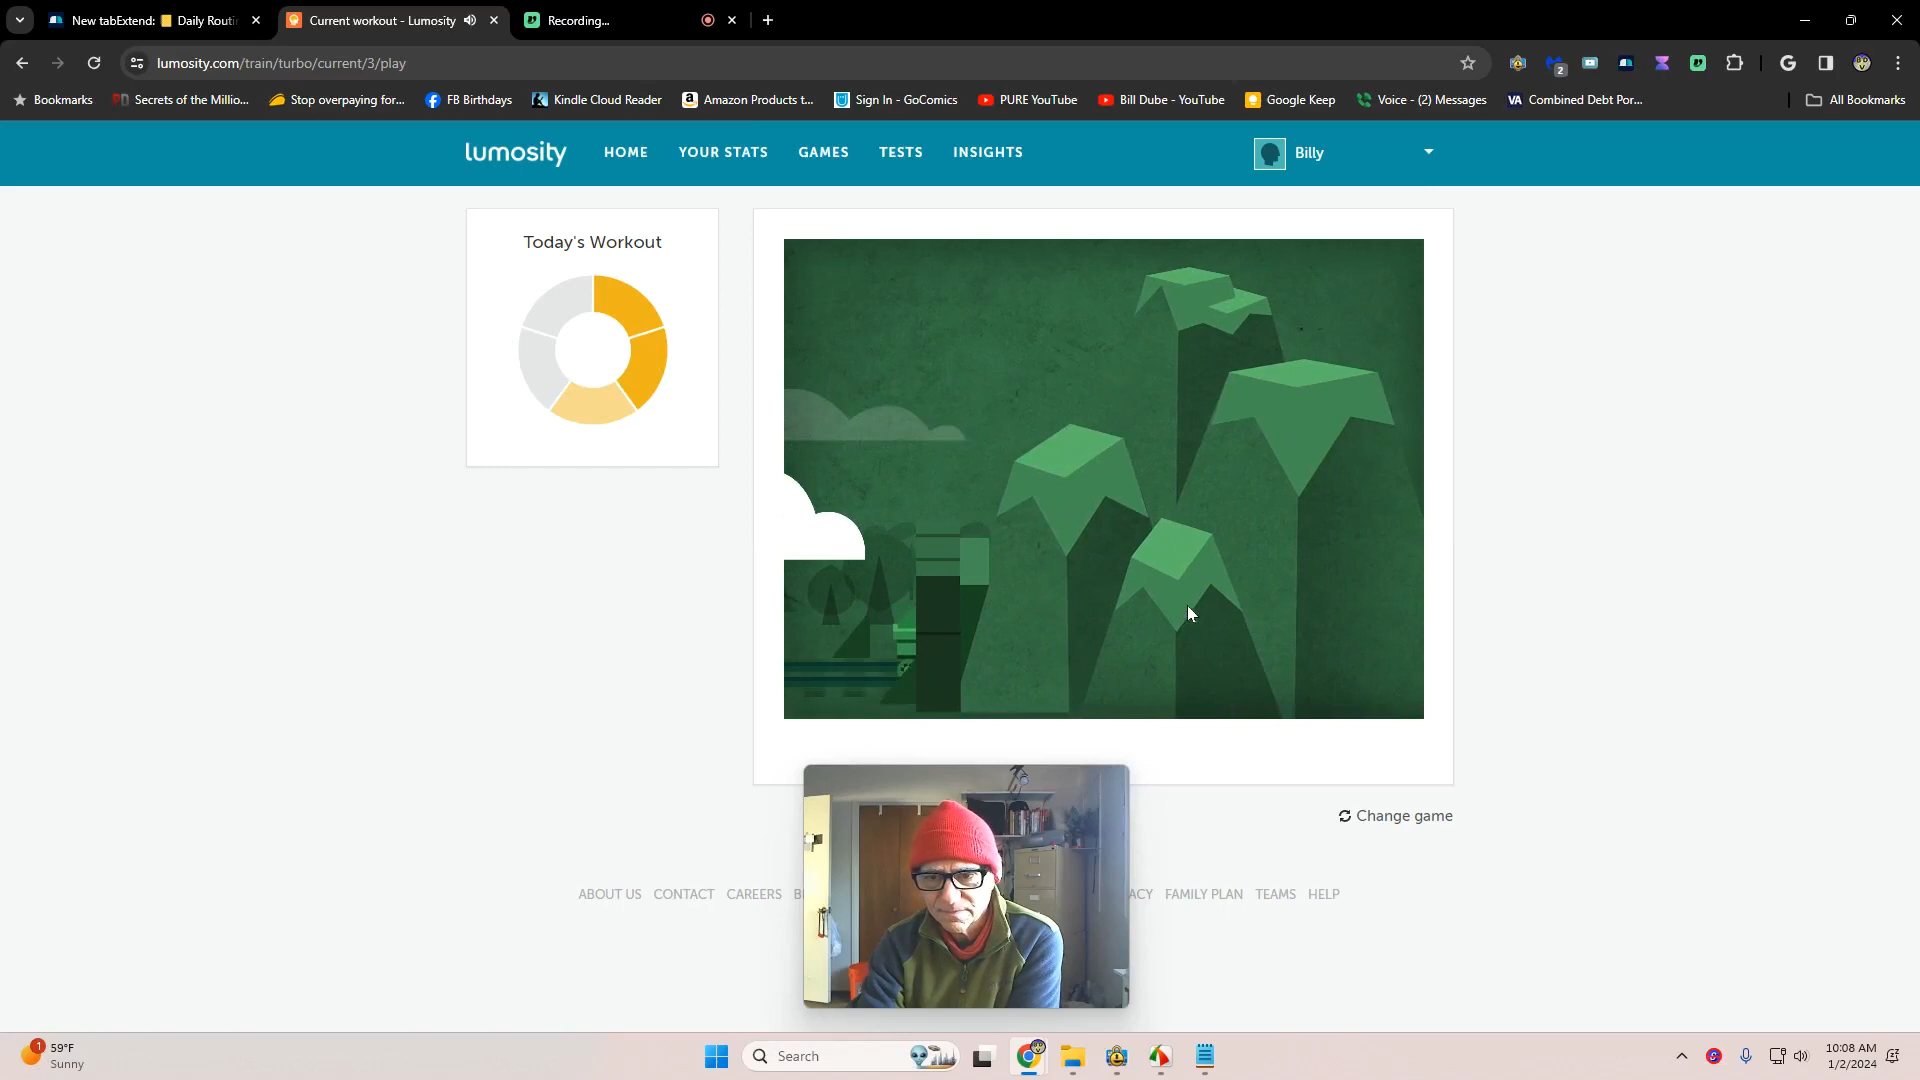 New tabExtend: Daily Routi
Current workout - Lumosity
Recording...
lumosity.com/train/turbo/current/3/play
2
Bookmarks
Secrets of the Millio...
Stop overpaying for...
FB Birthdays
Kindle Cloud Reader
Amazon Products t...
Sign In - GoComics
PURE YouTube
Bill Dube - YouTube
Google Keep
Voice - (2) Messages
VA Combined Debt Por...
All Bookmarks
lumosity
HOME
YOUR STATS
GAMES
TESTS
INSIGHTS
Billy
Today's Workout
Change game
ABOUT US
CONTACT
CAREERS
B
ACY
FAMILY PLAN
TEAMS
HELP
1
59°F
Sunny
Search
10:08 AM
1/2/2024